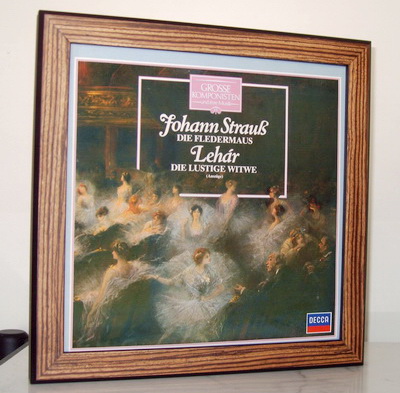 GROSSE
KOMPONISTEN
Johann Strauß
DIE FLEDERMAUS
Lehár
DIE LUSTIGE WITWE
(Auszüge)
DECCA